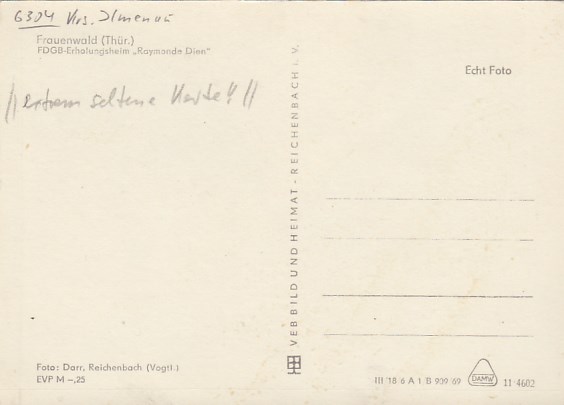 6304 Krs. Ilmenau
Frauenwald (Thür.)
FDGB-Erholungsheim „Raymonde Dien"
Echt Foto
//extrem seltene Karte!!//
VEB BILD UND HEIMAT - REICHENBACH i. V.
Foto: Darr, Reichenbach (Vogtl.)
EVP M –,25
III 18 6 A 1 B 909/69
DAMW
11 4602